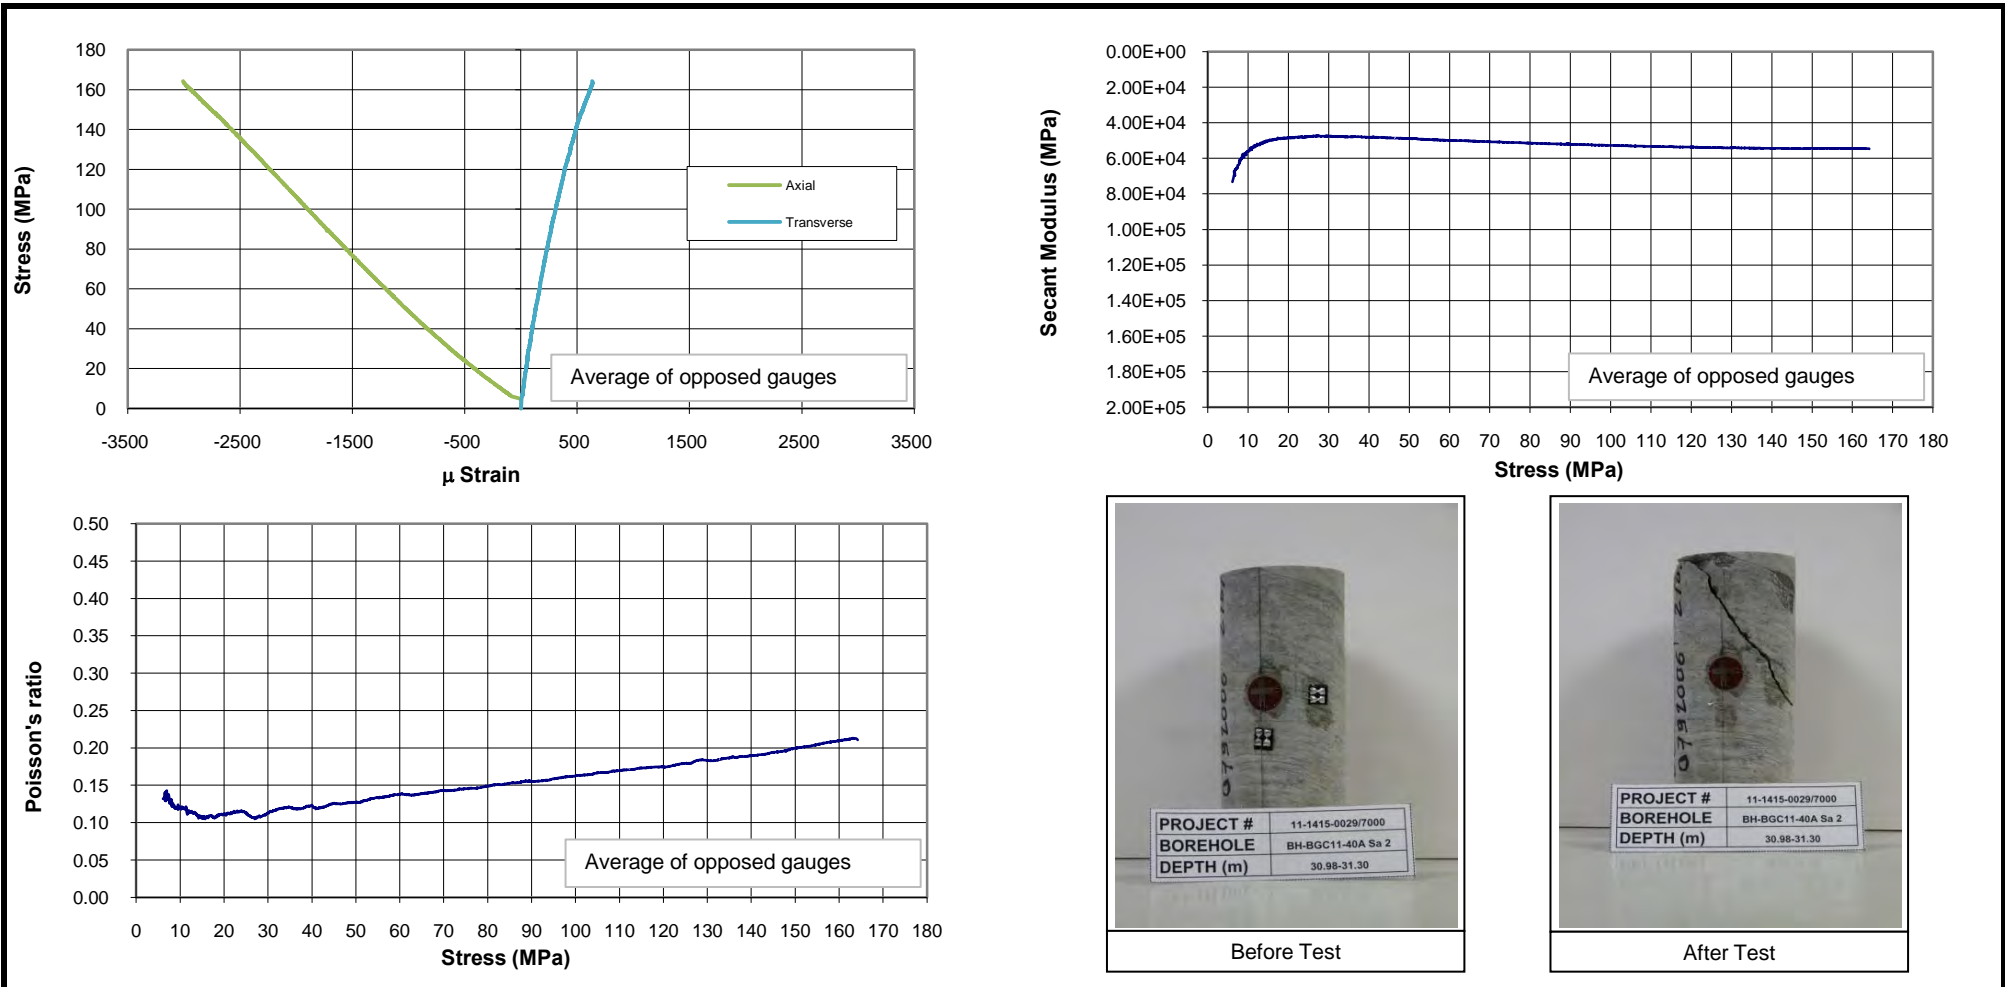 180
160
140
120
100
80
60
40
20
0
-3500 -2500 -1500 -500 500 1500 2500 3500
Stress (MPa)
μ Strain
Axial
Transverse
Average of opposed gauges
0.00E+00
2.00E+04
4.00E+04
6.00E+04
8.00E+04
1.00E+05
1.20E+05
1.40E+05
1.60E+05
1.80E+05
2.00E+05
0 10 20 30 40 50 60 70 80 90 100 110 120 130 140 150 160 170 180
Secant Modulus (MPa)
Stress (MPa)
Average of opposed gauges
0.50
0.45
0.40
0.35
0.30
0.25
0.20
0.15
0.10
0.05
0.00
0 10 20 30 40 50 60 70 80 90 100 110 120 130 140 150 160 170 180
Poisson's ratio
Stress (MPa)
Average of opposed gauges
PROJECT # 11-1415-0029/7000
BOREHOLE BH-BGC11-40A Sa 2
DEPTH (m) 30.98-31.30
Before Test
PROJECT # 11-1415-0029/7000
BOREHOLE BH-BGC11-40A Sa 2
DEPTH (m) 30.98-31.30
After Test